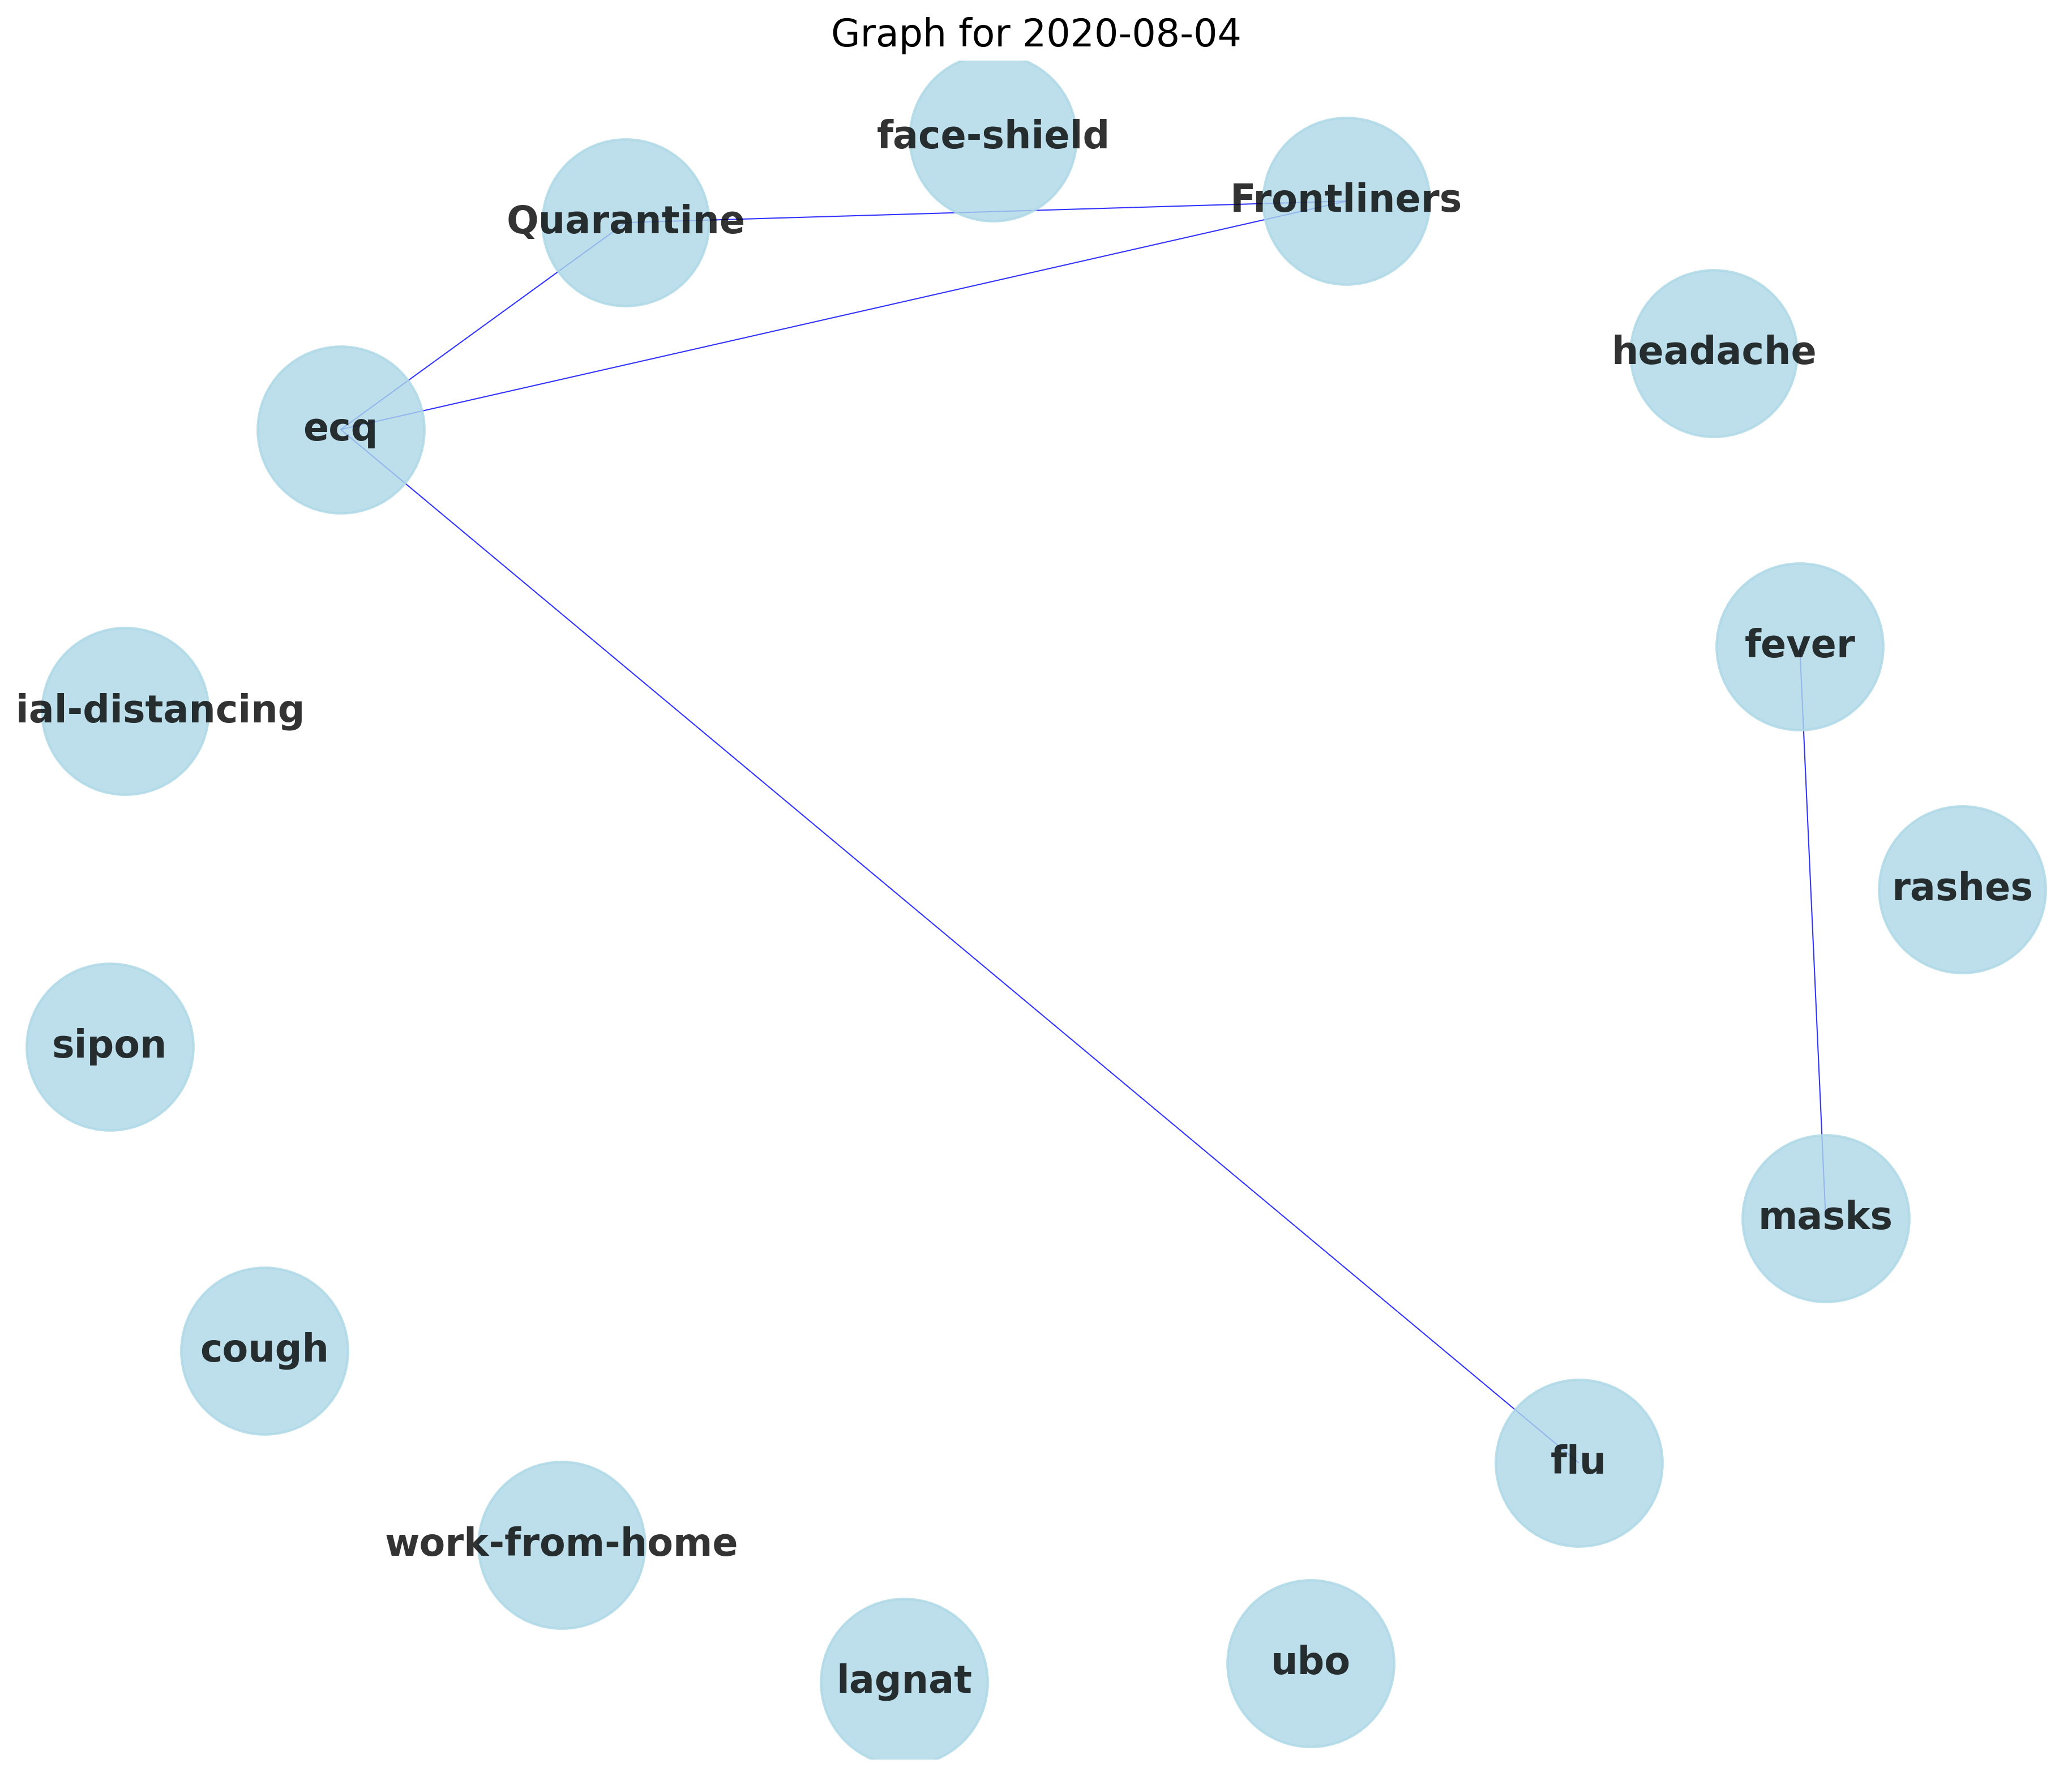 Graph for 2020-08-04
face-shield
Frontliners
Quarantine
headache
ecq
fever
ial-distancing
rashes
sipon
masks
cough
flu
work-from-home
ubo
lagnat